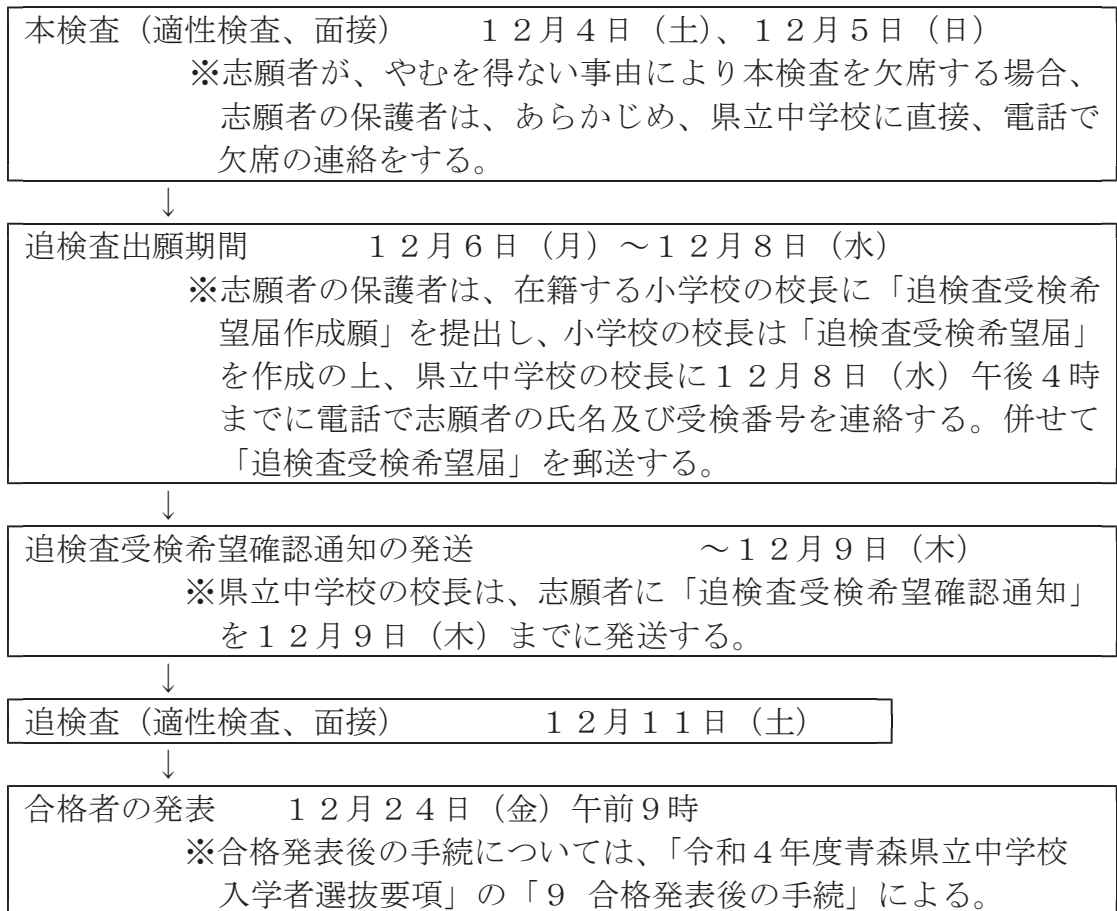 本検査（適性検査、面接）　　１２月４日（土）、１２月５日（日）
※志願者が、やむを得ない事由により本検査を欠席する場合、
志願者の保護者は、あらかじめ、県立中学校に直接、電話で
欠席の連絡をする。
↓
追検査出願期間　　　１２月６日（月）～１２月８日（水）
※志願者の保護者は、在籍する小学校の校長に「追検査受検希
望届作成願」を提出し、小学校の校長は「追検査受検希望届」
を作成の上、県立中学校の校長に１２月８日（水）午後４時
までに電話で志願者の氏名及び受検番号を連絡する。併せて
「追検査受検希望届」を郵送する。
↓
追検査受検希望確認通知の発送　　　　　～１２月９日（木）
※県立中学校の校長は、志願者に「追検査受検希望確認通知」
を１２月９日（木）までに発送する。
↓
追検査（適性検査、面接）　　　１２月１１日（土）
↓
合格者の発表　　１２月２４日（金）午前９時
※合格発表後の手続については、「令和４年度青森県立中学校
入学者選抜要項」の「９　合格発表後の手続」による。